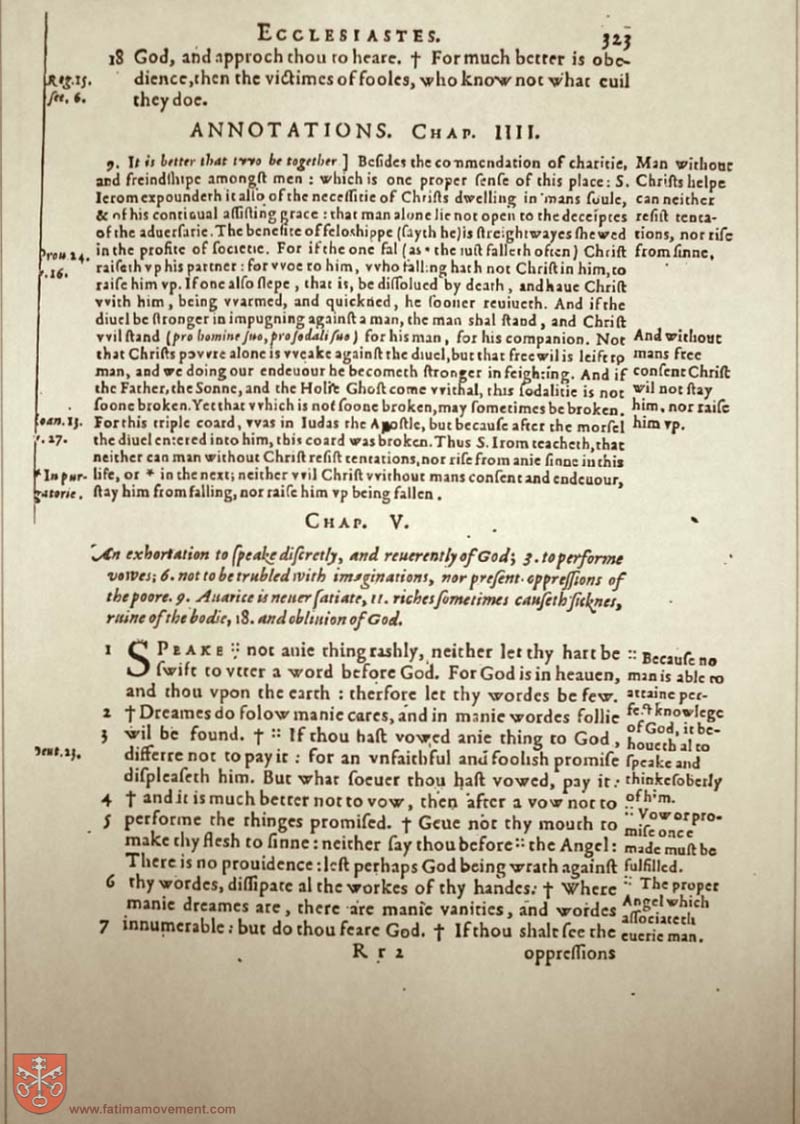 ECCLESIASTES.
323
18 God, and approch thou to heare. † For much better is obe-
dience, then the victimes of fooles, who know not what euil
they doe.
Reg. 15.
ANNOTATIONS. CHAP. IIII.
9. It is better that tvvo be together ] Beſides the commendation of charitie,
and freindſhipe amongſt men : which is one proper ſenſe of this place: S.
Ierom expoundeth it alſo of the neceſſitie of Chriſts dwelling in mans ſoule,
& of his continual aſſiſting grace : that man alone lie not open to the deceiptes
of the aduerſarie. The benefite of feloſhippe (ſayth he) is ſtreightwayes ſhewed
in the profite of ſocietie. For if the one fal (as * the iuſt falleth often) Chriſt
raiſeth vp his partner : for vvoe to him, vvho falling hath not Chriſt in him, to
raiſe him vp. If one alſo ſlepe , that is, be diſſolued by death , and haue Chriſt
vvith him , being vvarmed, and quickned, he ſooner reuiueth. And if the
diuel be ſtronger in impugning againſt a man, the man shal ſtand , and Chriſt
vvil ſtand (pro homine ſuo, pro ſodali ſuo) for his man , for his companion. Not
that Chriſts povvre alone is vveake againſt the diuel, but that free wil is leift to
man, and we doing our endeuour he becometh ſtronger in feighting. And if
the Father, the Sonne, and the Holie Ghoſt come vvithal, this ſodalitie is not
ſoone broken. Yet that vvhich is not ſoone broken, may ſometimes be broken.
For this triple coard, vvas in Iudas the Apoſtle, but becauſe after the morſel
the diuel entered into him, this coard was broken. Thus S. Irom teacheth, that
neither can man without Chriſt reſiſt tentations, nor riſe from anie ſinne in this
life, or * in the next; neither vvil Chriſt vvithout mans conſent and endeuour,
ſtay him from falling, nor raiſe him vp being fallen .
Prou. 24.
v. 16.
Ioan. 13.
v. 27.
* In pur-
gatorie.
Man without
Chriſts helpe
can neither
reſiſt tenta-
tions, nor riſe
from ſinne,
And without
mans free
conſent Chriſt
wil not ſtay
him, nor raiſe
him vp.
CHAP. V.
An exhortation to ſpeake diſcretly, and reuerently of God; 3. to performe
vowes; 6. not to be trubled with imaginations, nor preſent oppreſſions of
the poore. 9. Auarice is neuer ſatiate, 11. riches ſometimes cauſeth ſicknes,
ruine of the bodie, 18. and obliuion of God.
1 SPEAKE :: not anie thing rashly, neither let thy hart be
ſwift to vtter a word before God. For God is in heauen,
and thou vpon the earth : therfore let thy wordes be few.
2 † Dreames do folow manie cares, and in manie wordes follie
3 wil be found. † :: If thou haſt vowed anie thing to God ,
differre not to pay it : for an vnfaithful and foolish promiſe
diſpleaſeth him. But what ſoeuer thou haſt vowed, pay it :
4 † and it is much better not to vow, then after a vow not to
5 performe the thinges promiſed. † Geue not thy mouth to
make thy flesh to ſinne : neither ſay thou before :: the Angel:
There is no prouidence : leſt perhaps God being wrath againſt
6 thy wordes, diſſipate al the workes of thy handes. † Where
manie dreames are , there are manie vanities, and wordes
7 innumerable : but do thou feare God. † If thou shalt ſee the
Deut. 23.
:: Becauſe no
man is able to
attaine per-
fect knowlege
of God, it be-
houeth al to
ſpeake and
thinke ſoberly
of him.
:: Vow or pro-
miſe once
made muſt be
fulfilled.
:: The proper
Angel which
aſſociateth
euerie man.
Rr2
oppreſſions
www.fatimamovement.com